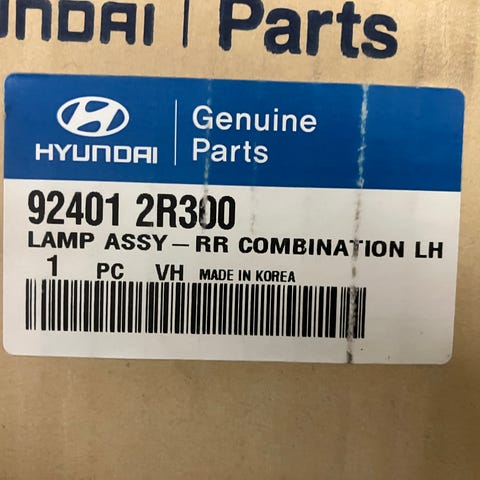 HYUNDAI | Parts
HYUNDAI
Genuine
Parts
92401 2R300
LAMP ASSY-RR COMBINATION LH
1 PC VH MADE IN KOREA